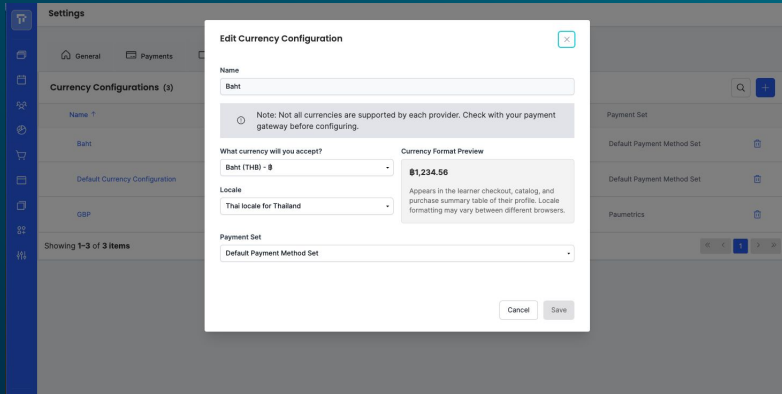 Settings
General
Payments
Currency Configurations (3)
Name ↑
Payment Set
Baht
Default Payment Method Set
Default Currency Configuration
Default Payment Method Set
GBP
Paumetrics
Showing 1–3 of 3 items
« < 1 > »
Edit Currency Configuration
Name
Baht
Note: Not all currencies are supported by each provider. Check with your payment
gateway before configuring.
What currency will you accept?
Baht (THB) - ฿
Locale
Thai locale for Thailand
Currency Format Preview
฿1,234.56
Appears in the learner checkout, catalog, and
purchase summary table of their profile. Locale
formatting may vary between different browsers.
Payment Set
Default Payment Method Set
Cancel
Save